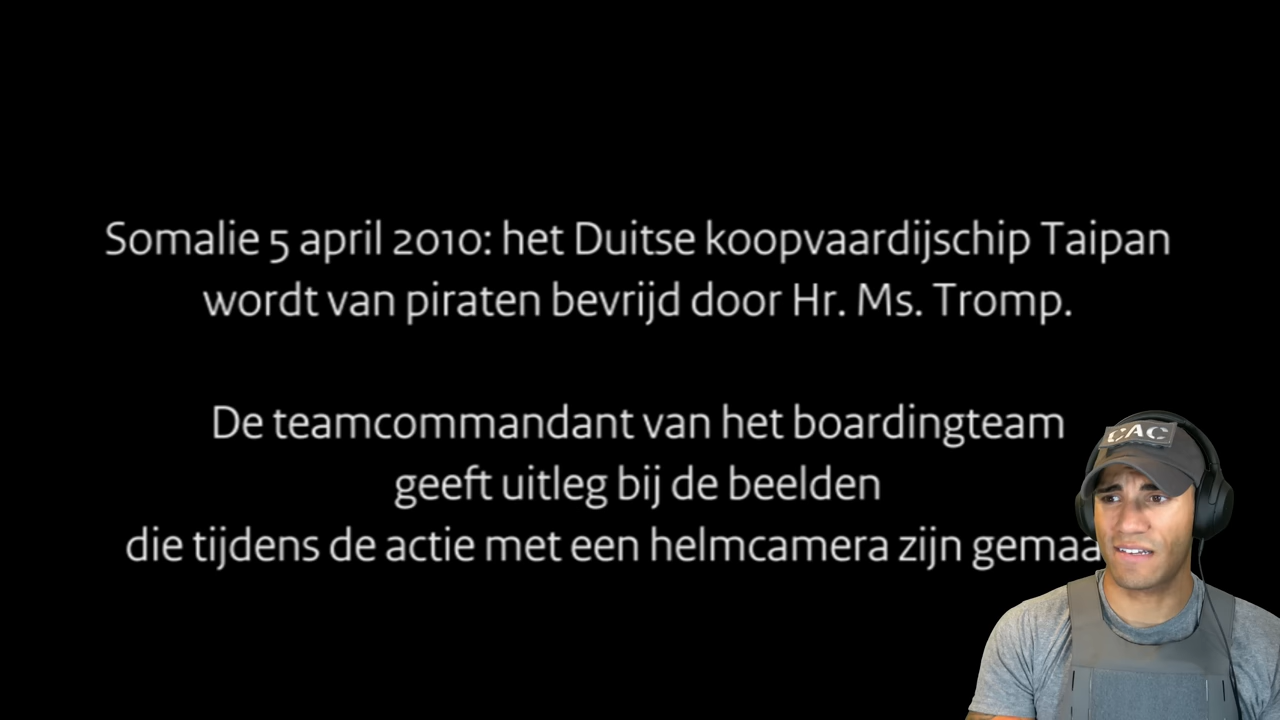 Somalie 5 april 2010: het Duitse koopvaardijschip Taipan
wordt van piraten bevrijd door Hr. Ms. Tromp.
De teamcommandant van het boardingteam
geeft uitleg bij de beelden
die tijdens de actie met een helmcamera zijn
CAC